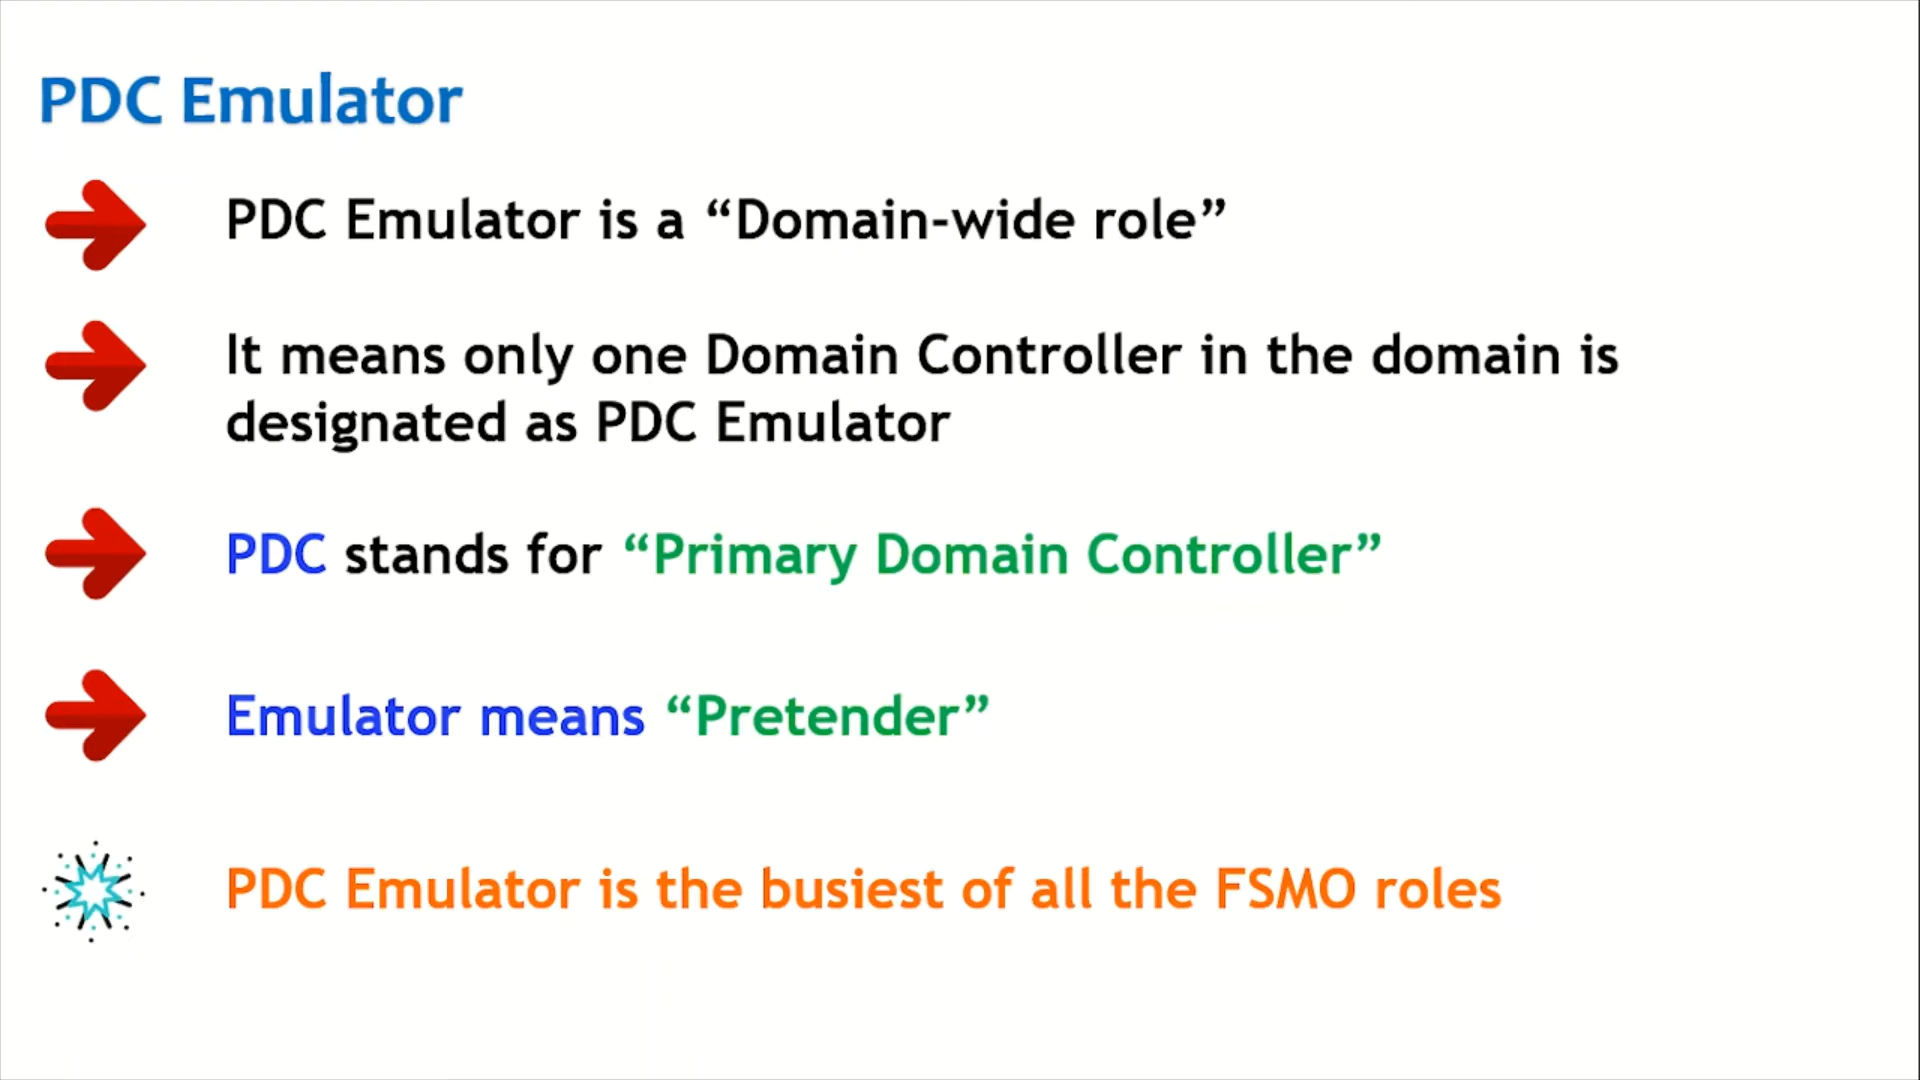 PDC Emulator
PDC Emulator is a “Domain-wide role”
It means only one Domain Controller in the domain is
designated as PDC Emulator
PDC stands for “Primary Domain Controller”
Emulator means “Pretender”
PDC Emulator is the busiest of all the FSMO roles